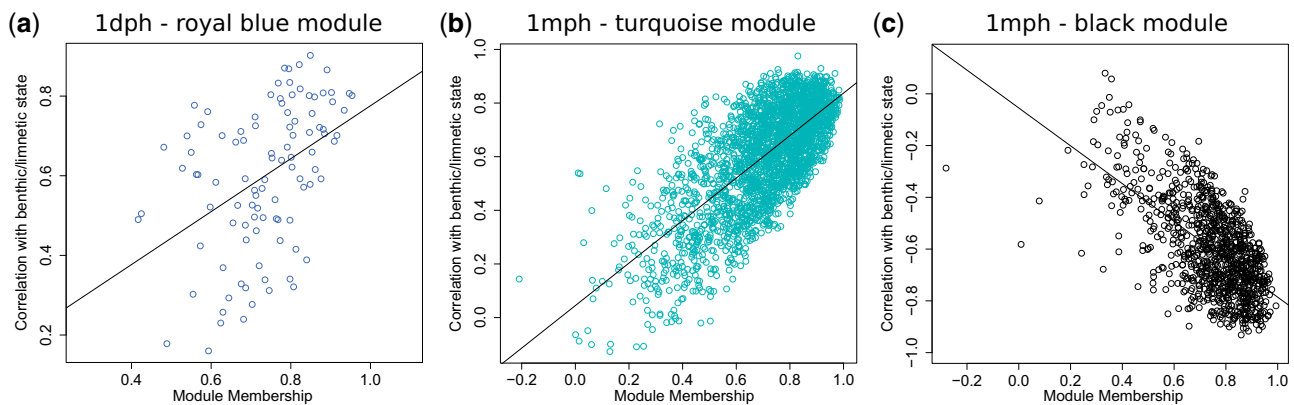 (a) 1dph - royal blue module
Correlation with benthic/limnetic state
0.2
0.4
0.6
0.8
0.4 0.6 0.8 1.0
Module Membership
(b) 1mph - turquoise module
Correlation with benthic/limnetic state
0.0
0.2
0.4
0.6
0.8
1.0
−0.2 0.0 0.2 0.4 0.6 0.8 1.0
Module Membership
(c) 1mph - black module
Correlation with benthic/limnetic state
−1.0
−0.8
−0.6
−0.4
−0.2
0.0
−0.2 0.0 0.2 0.4 0.6 0.8 1.0
Module Membership